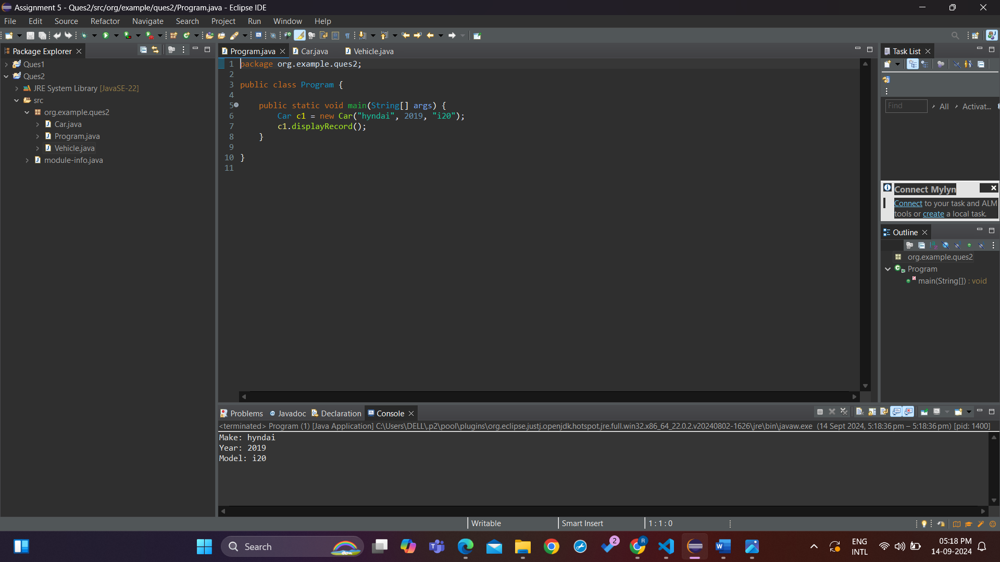 Assignment 5 - Ques2/src/org/example/ques2/Program.java - Eclipse IDE
File Edit Source Refactor Navigate Search Project Run Window Help
Package Explorer
Ques1
Ques2
JRE System Library [JavaSE-22]
src
org.example.ques2
Car.java
Program.java
Vehicle.java
module-info.java
Program.java Car.java Vehicle.java
1 package org.example.ques2;
2
3 public class Program {
4
5 public static void main(String[] args) {
6 Car c1 = new Car("hyndai", 2019, "i20");
7 c1.displayRecord();
8 }
9
10 }
11
Task List
Find All Activat...
Connect Mylyn
Connect to your task and ALM
tools or create a local task.
Outline
org.example.ques2
Program
main(String[]) : void
Problems Javadoc Declaration Console
<terminated> Program (1) [Java Application] C:\Users\DELL\.p2\pool\plugins\org.eclipse.justj.openjdk.hotspot.jre.full.win32.x86_64_22.0.2.v20240802-1626\jre\bin\javaw.exe (14 Sept 2024, 5:18:36 pm – 5:18:36 pm) [pid: 1400]
Make: hyndai
Year: 2019
Model: i20
Writable Smart Insert 1 : 1 : 0
Search
2
R
ENG
INTL
05:18 PM
14-09-2024